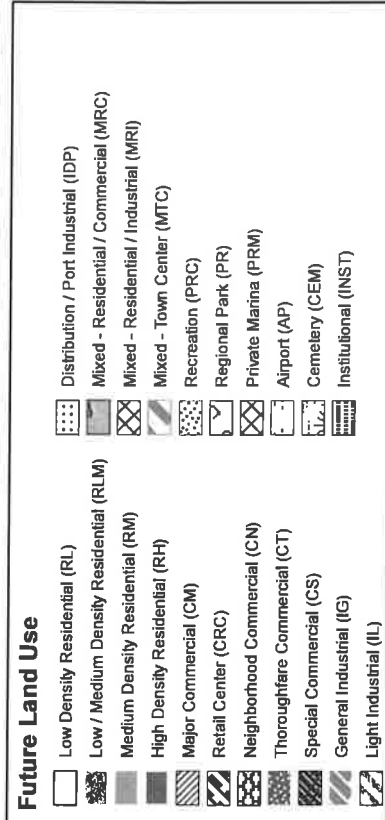 Future Land Use
Low Density Residential (RL)
Low / Medium Density Residential (RLM)
Medium Density Residential (RM)
High Density Residential (RH)
Major Commercial (CM)
Retail Center (CRC)
Neighborhood Commercial (CN)
Thoroughfare Commercial (CT)
Special Commercial (CS)
General Industrial (IG)
Light Industrial (IL)
Distribution / Port Industrial (IDP)
Mixed - Residential / Commercial (MRC)
Mixed - Residential / Industrial (MRI)
Mixed - Town Center (MTC)
Recreation (PRC)
Regional Park (PR)
Private Marina (PRM)
Airport (AP)
Cemetery (CEM)
Institutional (INST)